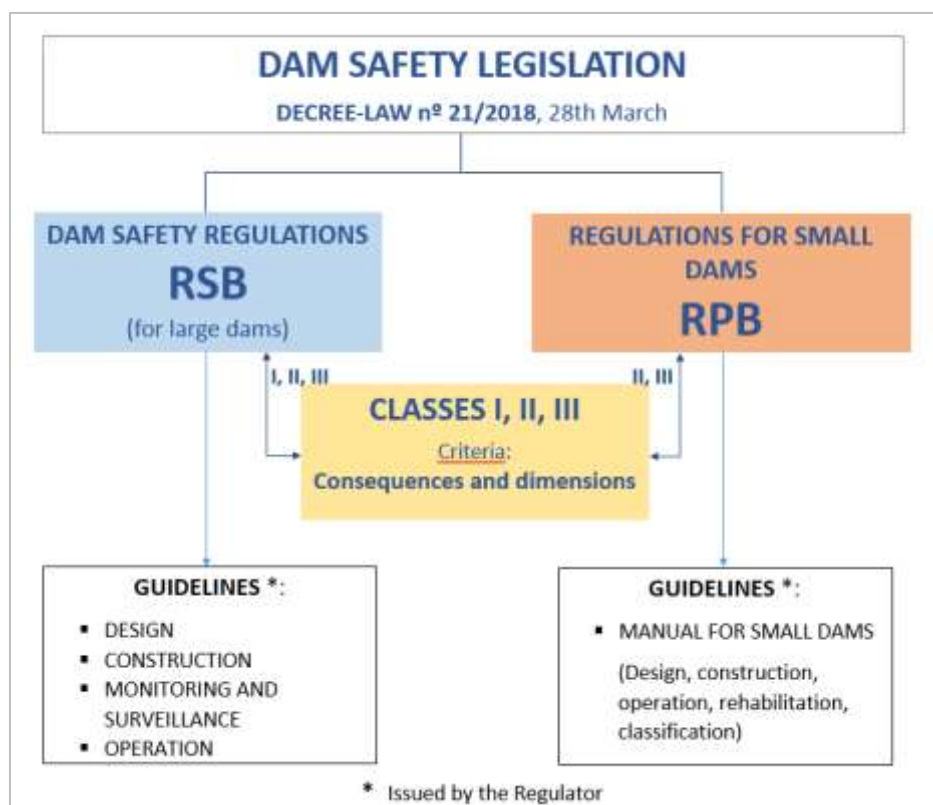 DAM SAFETY LEGISLATION
DECREE-LAW nº 21/2018, 28th March
DAM SAFETY REGULATIONS
RSB
(for large dams)
REGULATIONS FOR SMALL
DAMS
RPB
I, II, III
II, III
CLASSES I, II, III
Criteria:
Consequences and dimensions
GUIDELINES *:
▪ DESIGN
▪ CONSTRUCTION
▪ MONITORING AND
SURVEILLANCE
▪ OPERATION
GUIDELINES *:
▪ MANUAL FOR SMALL DAMS
(Design, construction,
operation, rehabilitation,
classification)
* Issued by the Regulator